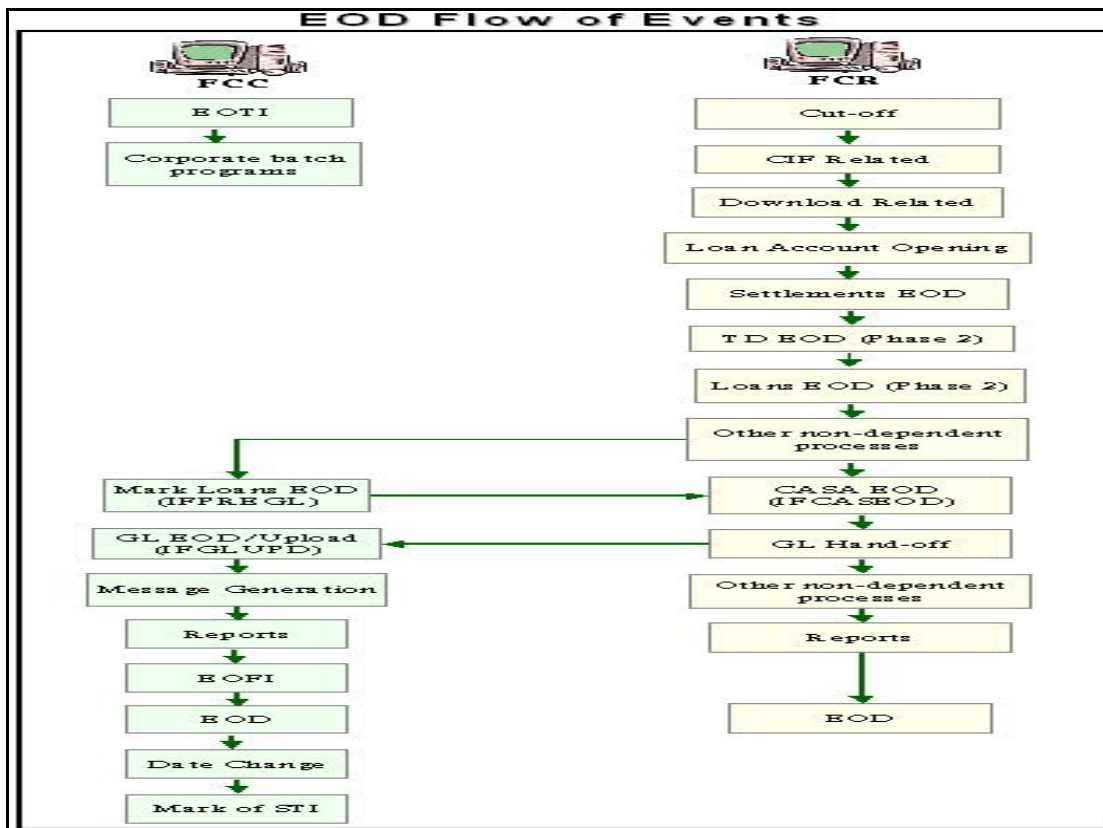 EOD Flow of Events
FCC
EOTI
Corporate batch
programs
Mark Loans EOD
(IFPREGL)
GL EOD/Upload
(IFGLUPD)
Message Generation
Reports
EOFI
EOD
Date Change
Mark of STI
FCR
Cut-off
CIF Related
Download Related
Loan Account Opening
Settlements EOD
TD EOD (Phase 2)
Loans EOD (Phase 2)
Other non-dependent
processes
CASA EOD
(IFCASEOD)
GL Hand-off
Other non-dependent
processes
Reports
EOD